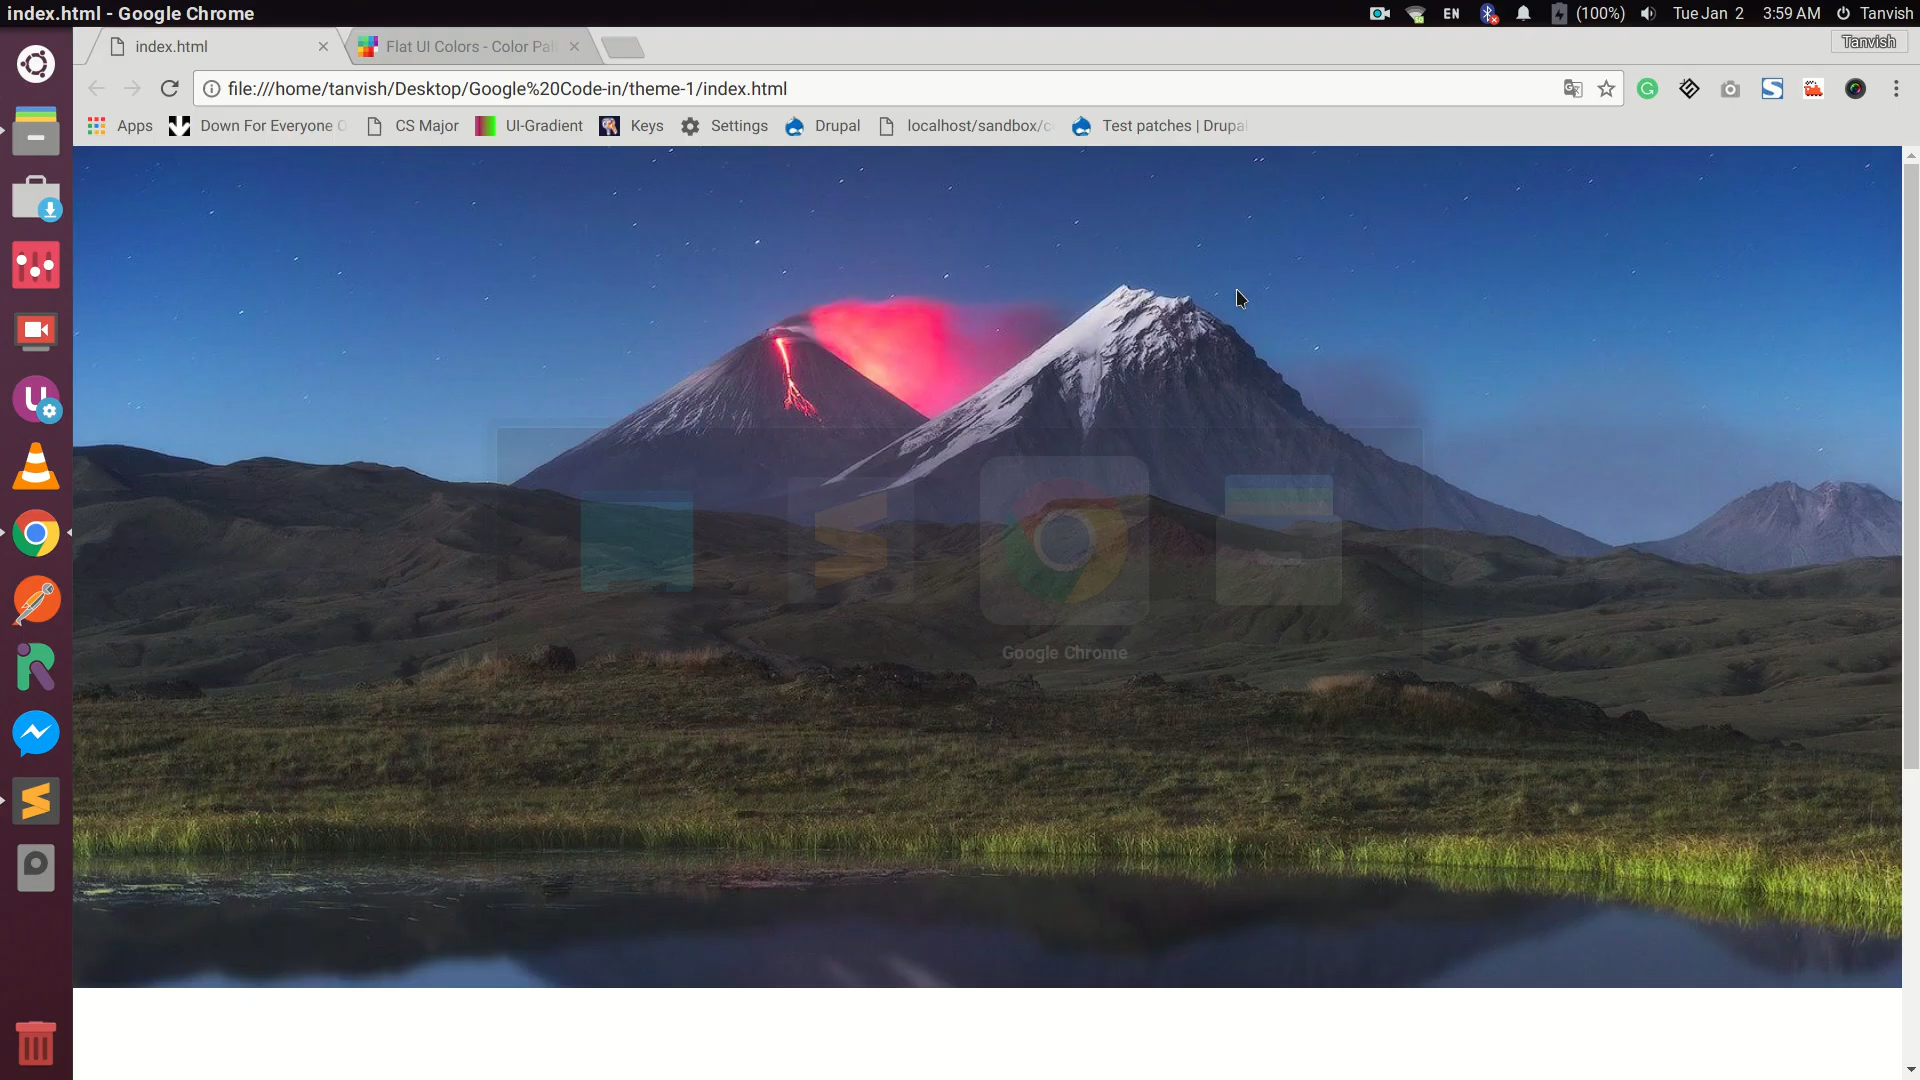 index.html - Google Chrome
EN
(100%)
Tue Jan 2
3:59 AM
Tanvish
index.html
Flat UI Colors - Color Pal
Tanvish
file:///home/tanvish/Desktop/Google%20Code-in/theme-1/index.html
Apps
Down For Everyone O
CS Major
UI-Gradient
Keys
Settings
Drupal
localhost/sandbox/c
Test patches | Drupal
Google Chrome